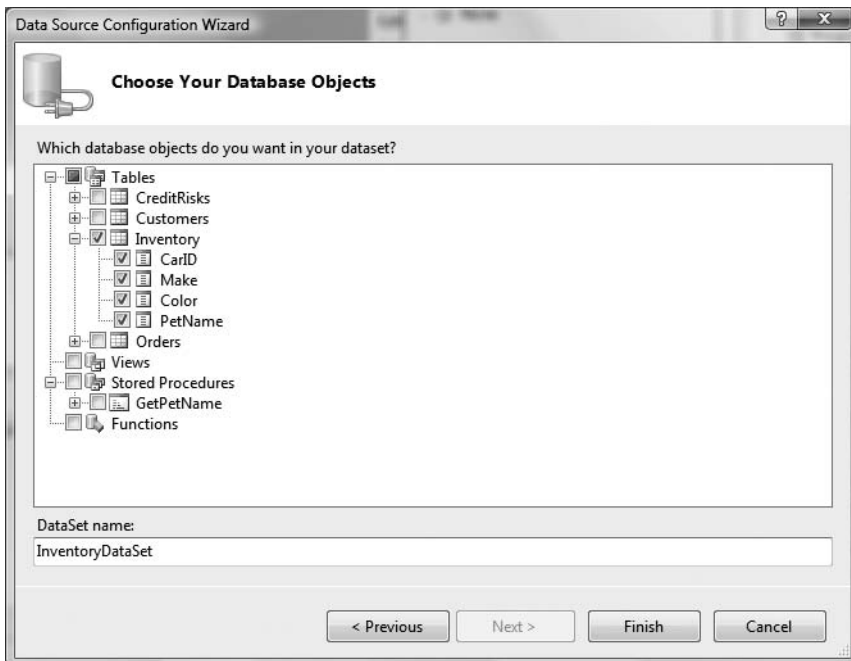 Data Source Configuration Wizard
Choose Your Database Objects
Which database objects do you want in your dataset?
Tables
CreditRisks
Customers
Inventory
CarID
Make
Color
PetName
Orders
Views
Stored Procedures
GetPetName
Functions
DataSet name:
InventoryDataSet
< Previous Next > Finish Cancel